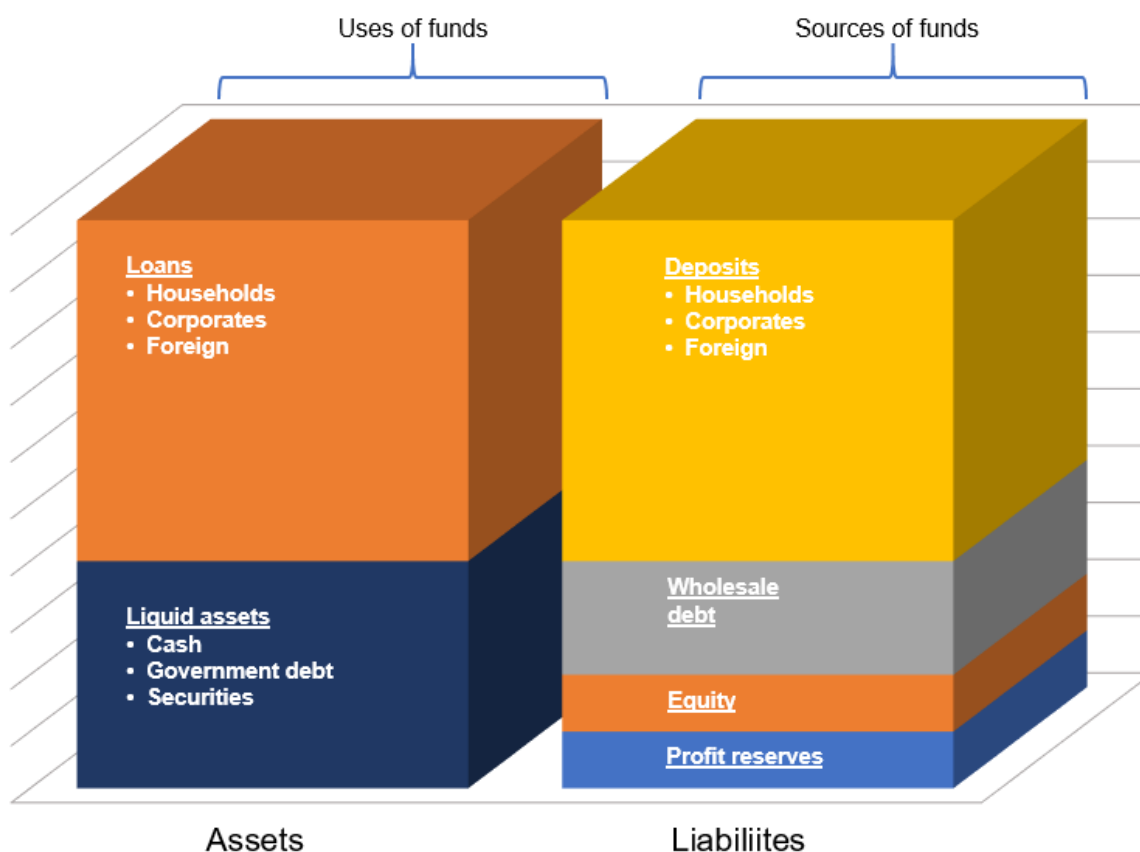 Uses of funds
Sources of funds
Loans
• Households
• Corporates
• Foreign
Liquid assets
• Cash
• Government debt
• Securities
Deposits
• Households
• Corporates
• Foreign
Wholesale
debt
Equity
Profit reserves
Assets
Liabiliites